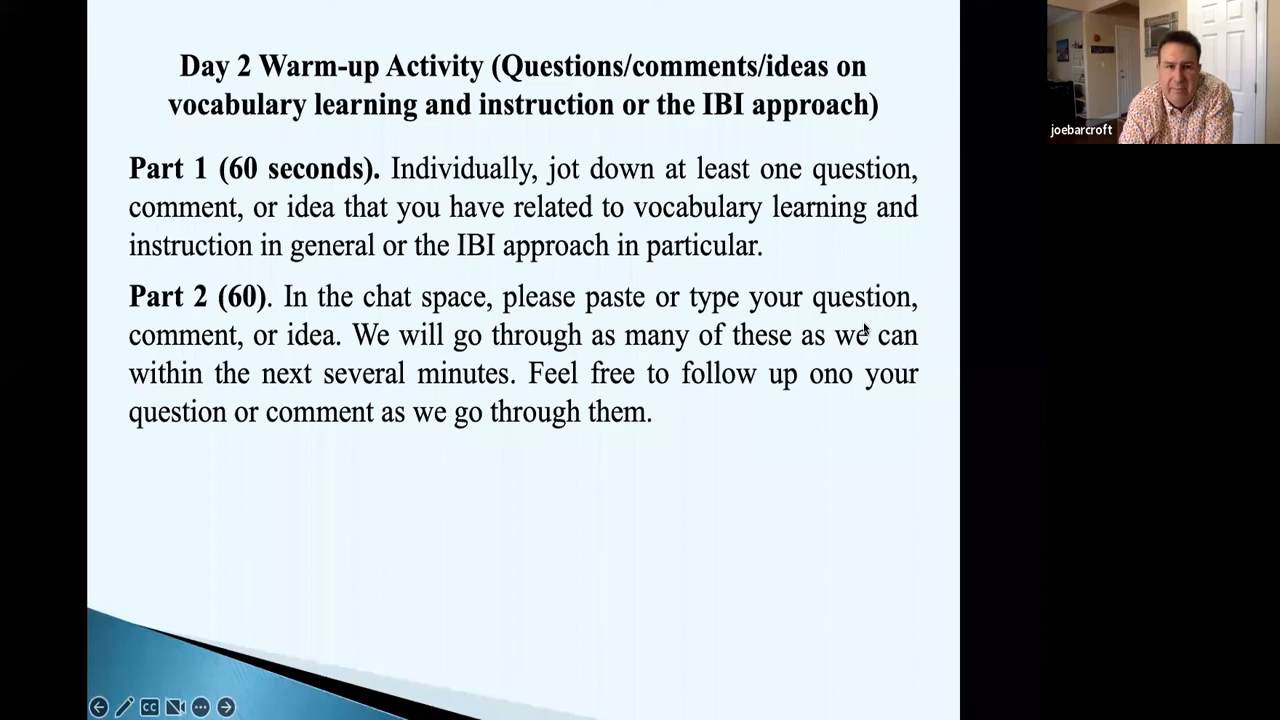 Day 2 Warm-up Activity (Questions/comments/ideas on
vocabulary learning and instruction or the IBI approach)
Part 1 (60 seconds). Individually, jot down at least one question,
comment, or idea that you have related to vocabulary learning and
instruction in general or the IBI approach in particular.
Part 2 (60). In the chat space, please paste or type your question,
comment, or idea. We will go through as many of these as we can
within the next several minutes. Feel free to follow up ono your
question or comment as we go through them.
joebarcroft
CC